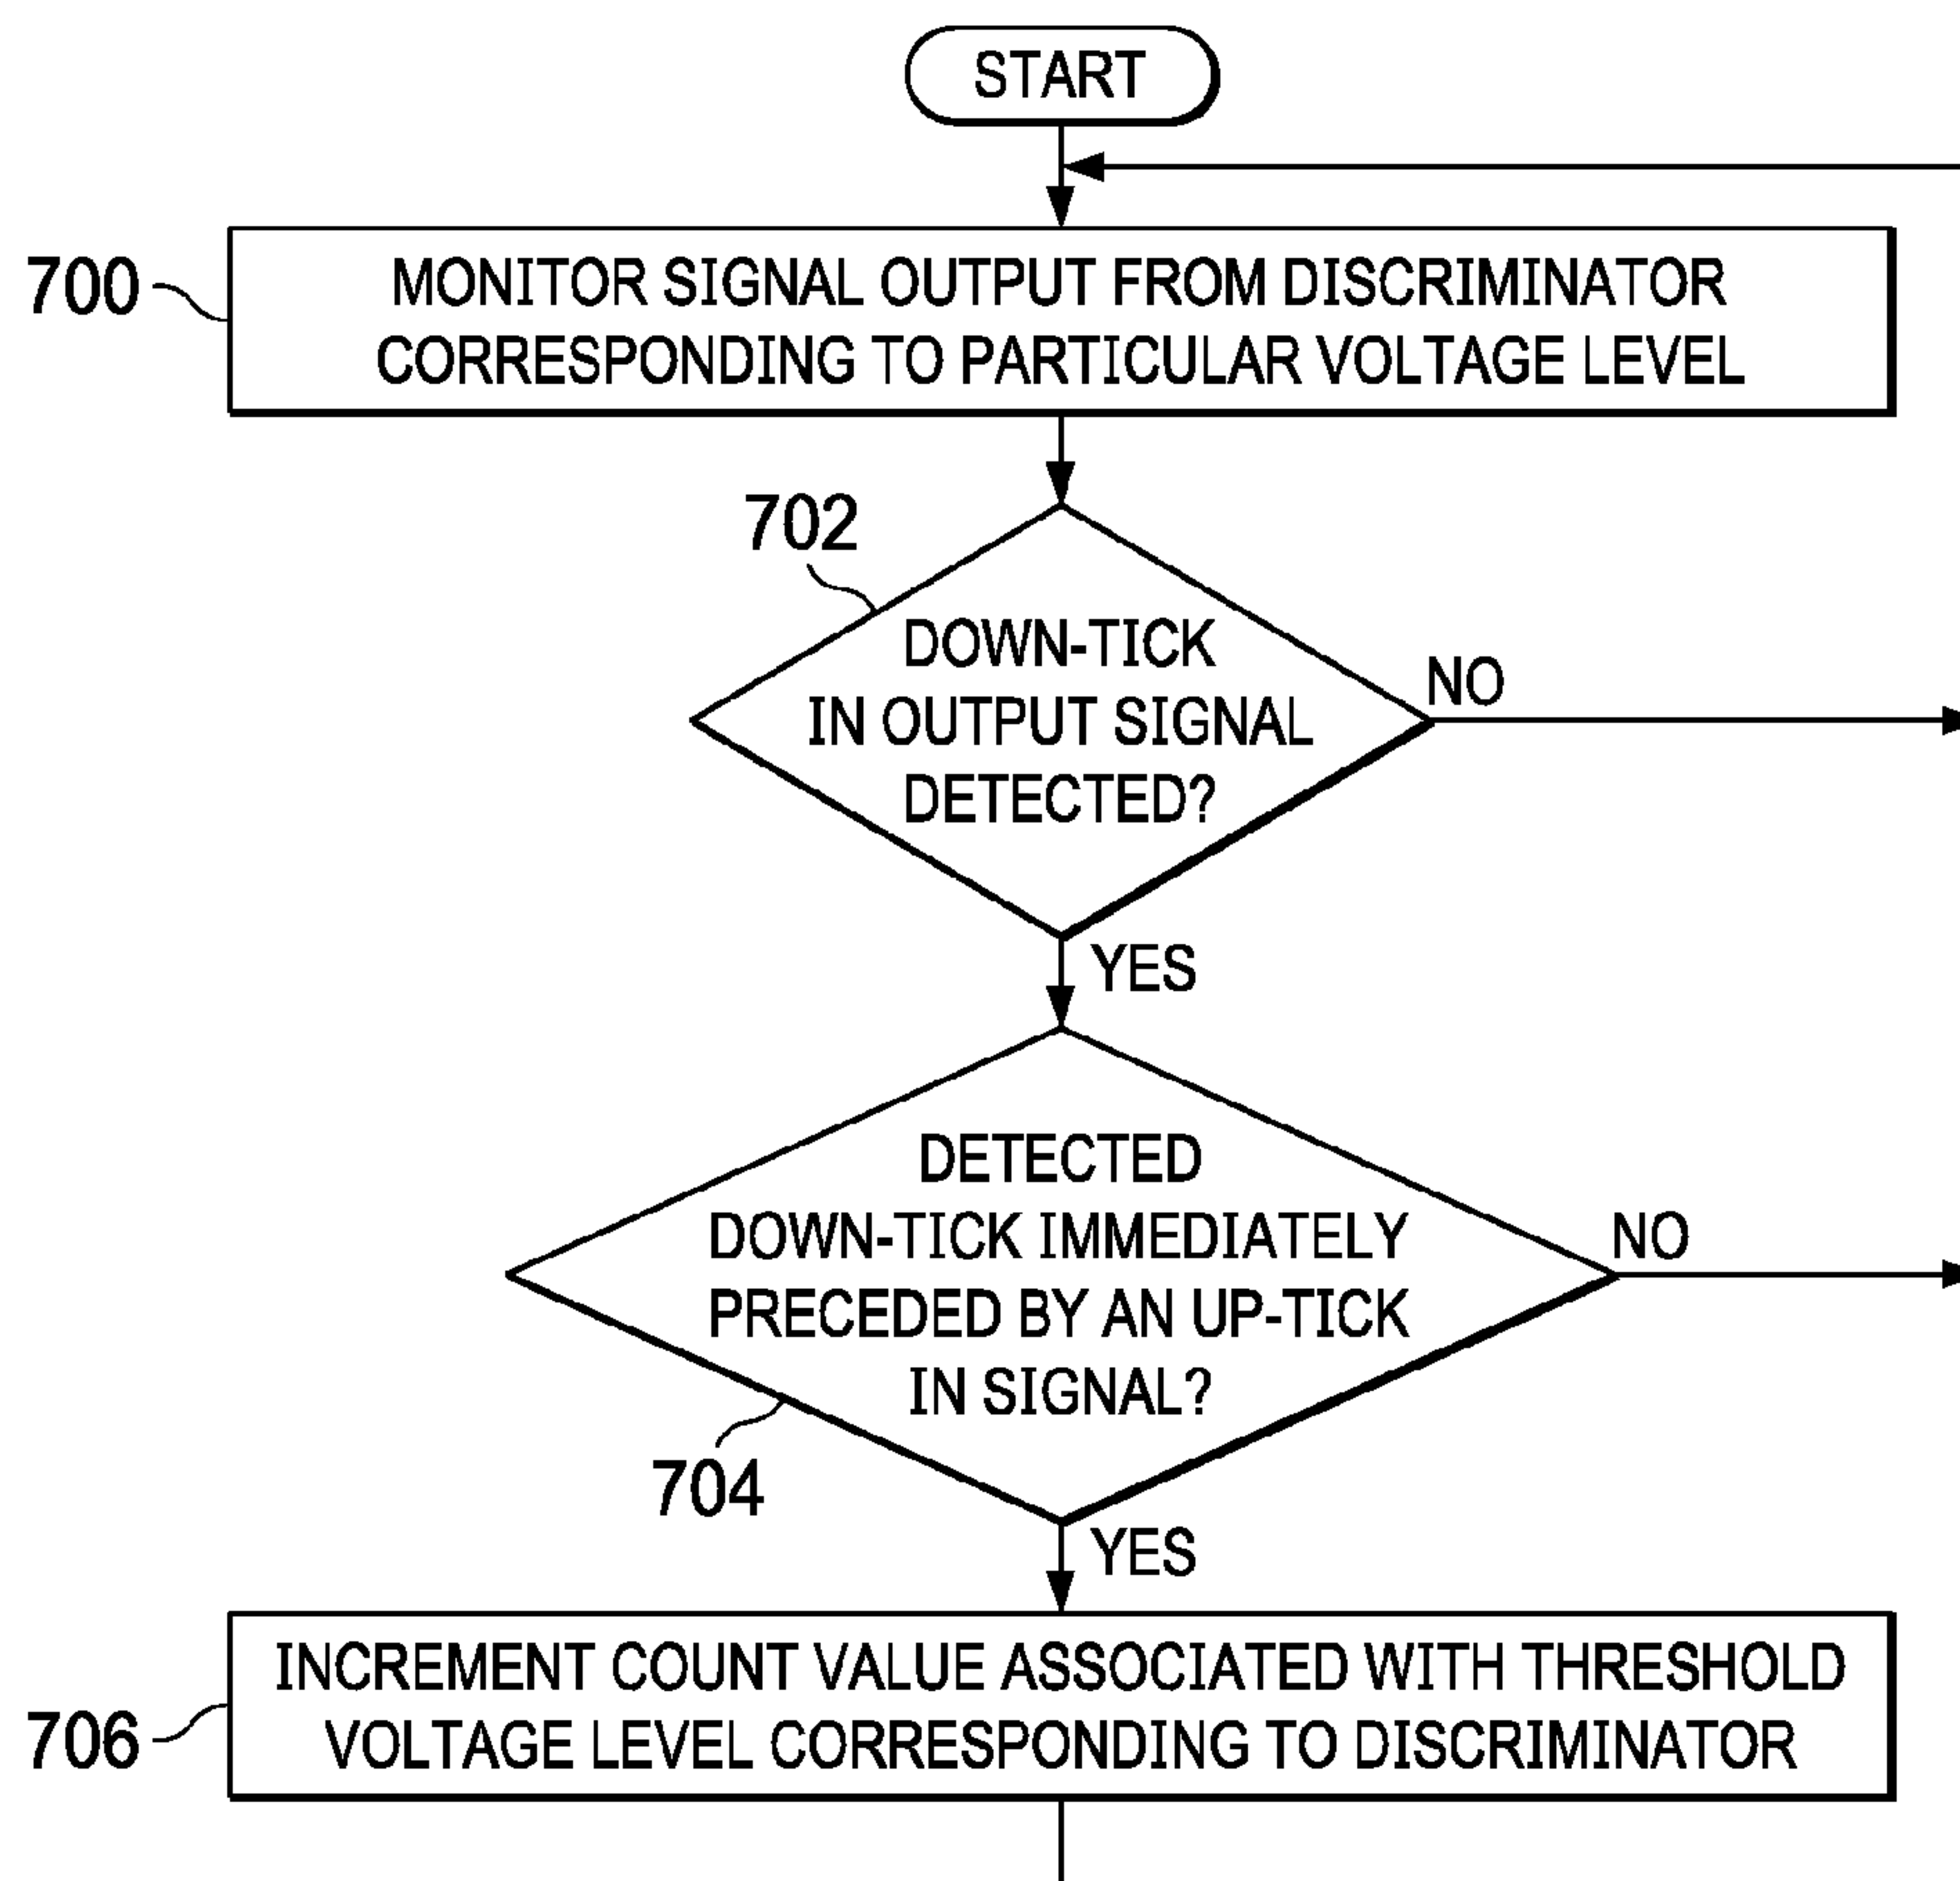 START
700
MONITOR SIGNAL OUTPUT FROM DISCRIMINATOR
CORRESPONDING TO PARTICULAR VOLTAGE LEVEL
702
DOWN-TICK
IN OUTPUT SIGNAL
DETECTED?
NO
YES
DETECTED
DOWN-TICK IMMEDIATELY
PRECEDED BY AN UP-TICK
IN SIGNAL?
NO
704
YES
706
INCREMENT COUNT VALUE ASSOCIATED WITH THRESHOLD
VOLTAGE LEVEL CORRESPONDING TO DISCRIMINATOR